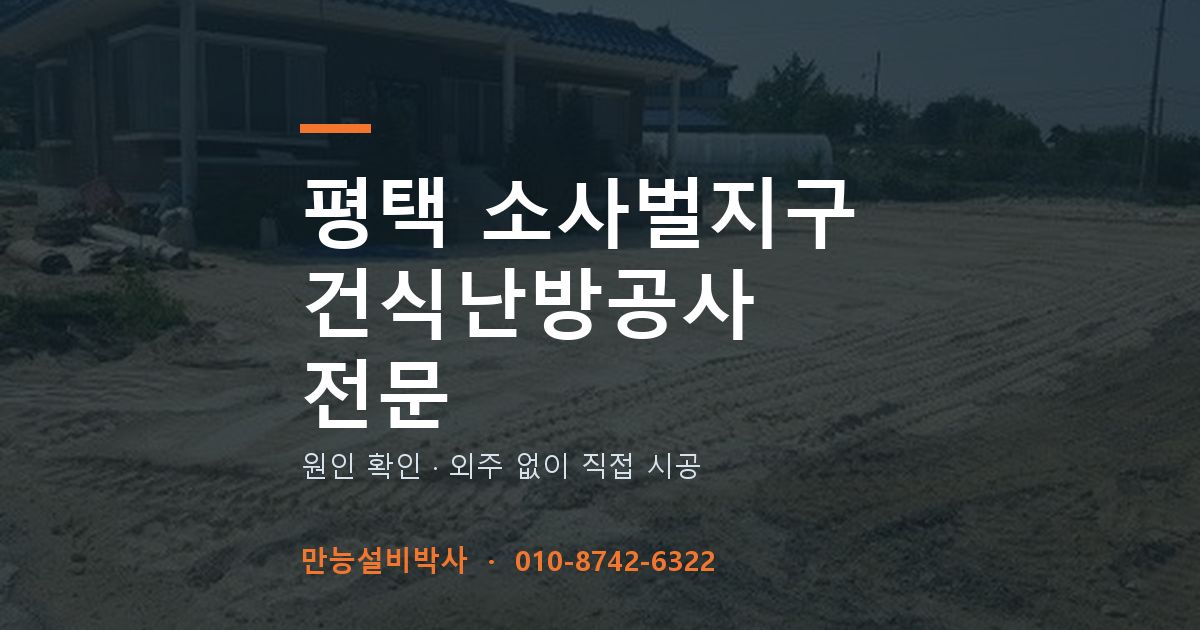 평택 소사벌지구
건식난방공사
전문
원인 확인 · 외주 없이 직접 시공
만능설비박사 · 010-8742-6322